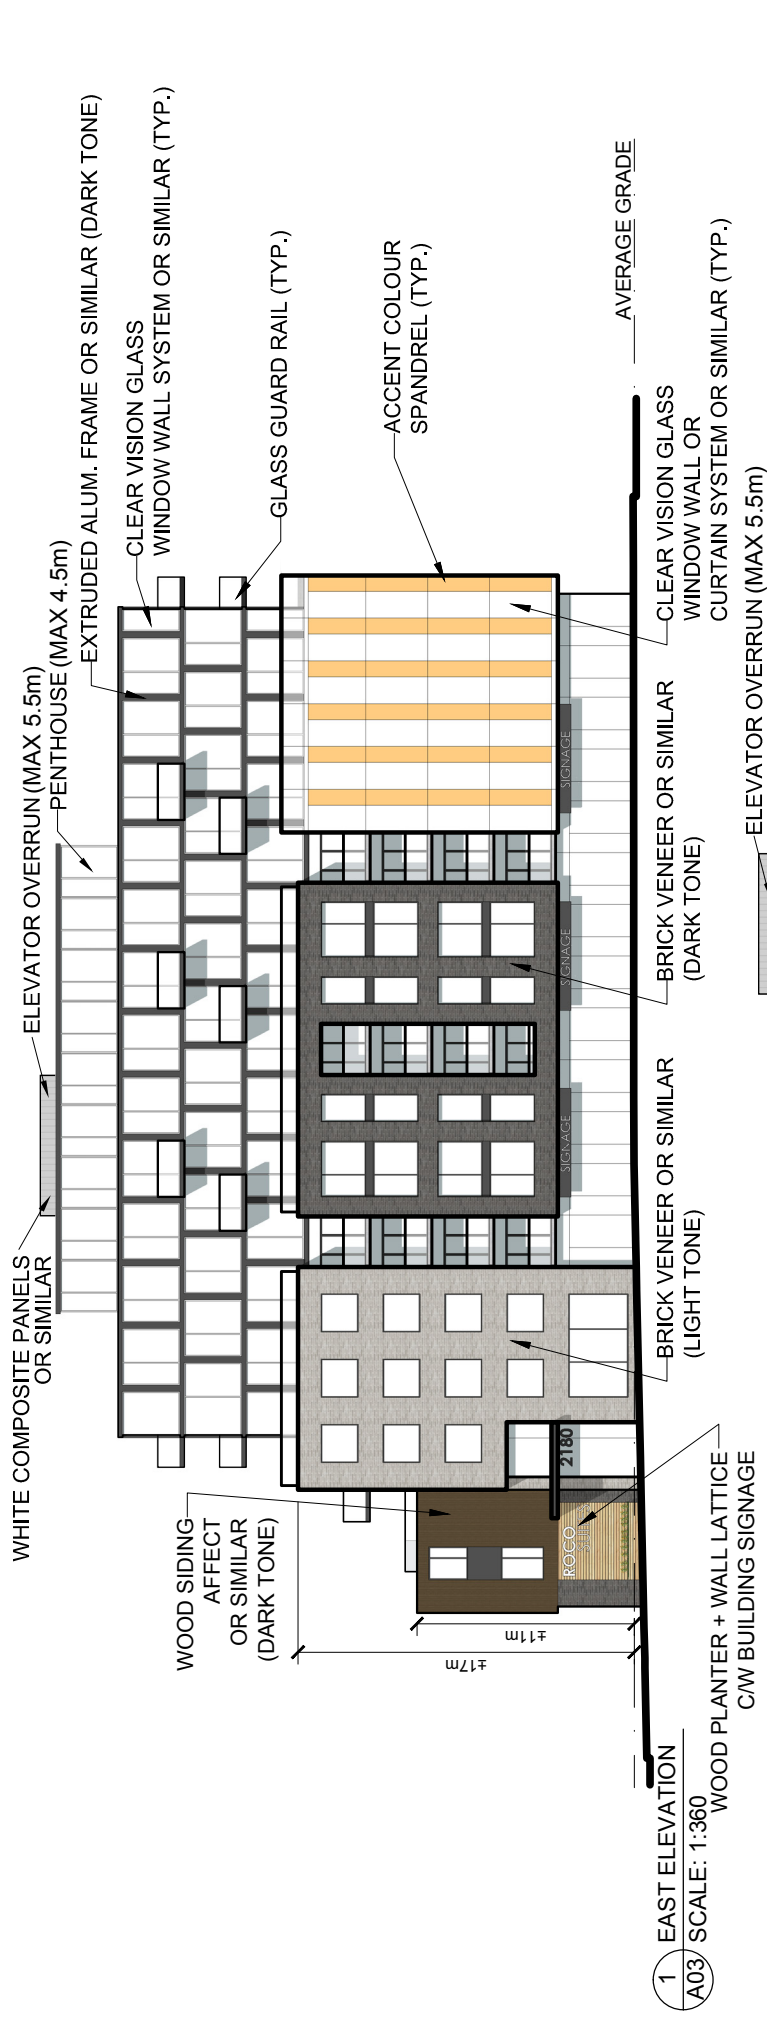 WHITE COMPOSITE PANELS
OR SIMILAR
ELEVATOR OVERRUN (MAX 5.5m)
PENTHOUSE (MAX 4.5m)
EXTRUDED ALUM. FRAME OR SIMILAR (DARK TONE)
CLEAR VISION GLASS
WINDOW WALL SYSTEM OR SIMILAR (TYP.)
GLASS GUARD RAIL (TYP.)
ACCENT COLOUR
SPANDREL (TYP.)
AVERAGE GRADE
WOOD SIDING
AFFECT
OR SIMILAR
(DARK TONE)
±17m
±11m
ROCO
2180
SIGNAGE
SIGNAGE
SIGNAGE
WOOD PLANTER + WALL LATTICE
C/W BUILDING SIGNAGE
BRICK VENEER OR SIMILAR
(LIGHT TONE)
BRICK VENEER OR SIMILAR
(DARK TONE)
CLEAR VISION GLASS
WINDOW WALL OR
CURTAIN SYSTEM OR SIMILAR (TYP.)
1
A03
EAST ELEVATION
SCALE: 1:360
ELEVATOR OVERRUN (MAX 5.5m)